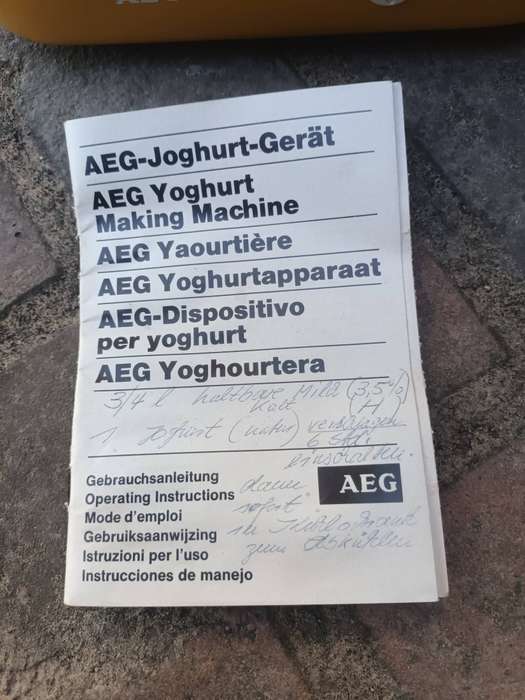 AEG
AEG-Joghurt-Gerät
AEG Yoghurt
Making Machine
AEG Yaourtière
AEG Yoghurtapparaat
AEG-Dispositivo
per yoghurt
AEG Yoghourtera
3/4 l haltbare Milch (3,5%
kalt H)
1 Joghurt (natur)
6 Std.
einschalten.
Gebrauchsanleitung
Operating Instructions
Mode d'emploi
Gebruiksaanwijzing
Istruzioni per l'uso
Instrucciones de manejo
dann
sofort
in Kühlschrank
zum Abkühlen
AEG